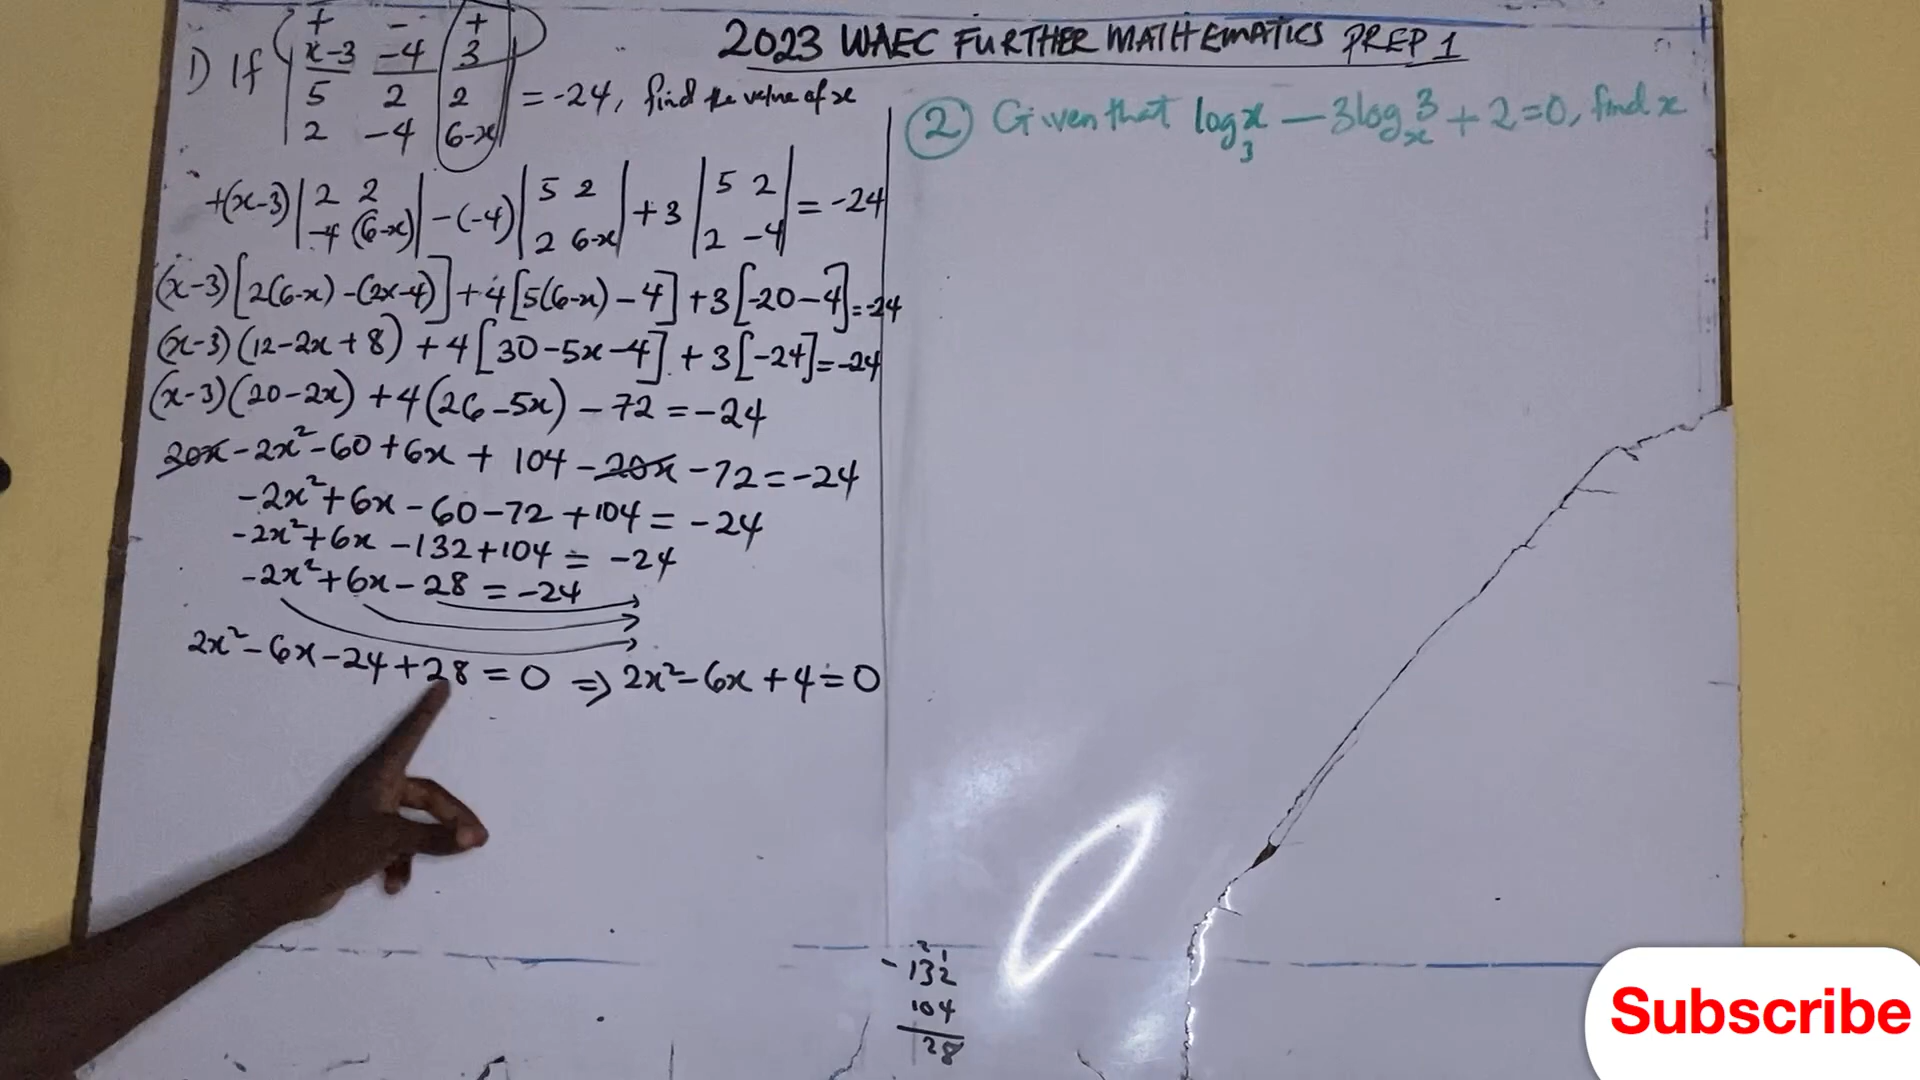 2023 WAEC FURTHER MATHEMATICS PREP 1
+ - +
x-3 -4 3
1) If 5 2 2 = -24, find the value of x
2 -4 6-x
+(x-3)|2 2| -(-4)|5 2| +3|5 2| = -24
|-4 (6-x)| |2 6-x| |2 -4|
(x-3)[2(6-x)-(2x-4)]+4[5(6-x)-4]+3[-20-4]=-24
(x-3)(12-2x+8)+4[30-5x-4]+3[-24]=-24
(x-3)(20-2x)+4(26-5x)-72=-24
20x-2x²-60+6x+104-20x-72=-24
-2x²+6x-60-72+104=-24
-2x²+6x-132+104=-24
-2x²+6x-28=-24
2x²-6x-24+28=0 => 2x²-6x+4=0
2 Given that log₃x - 3logₓ3 + 2=0, find x
2 1
-132
104
28
Subscribe